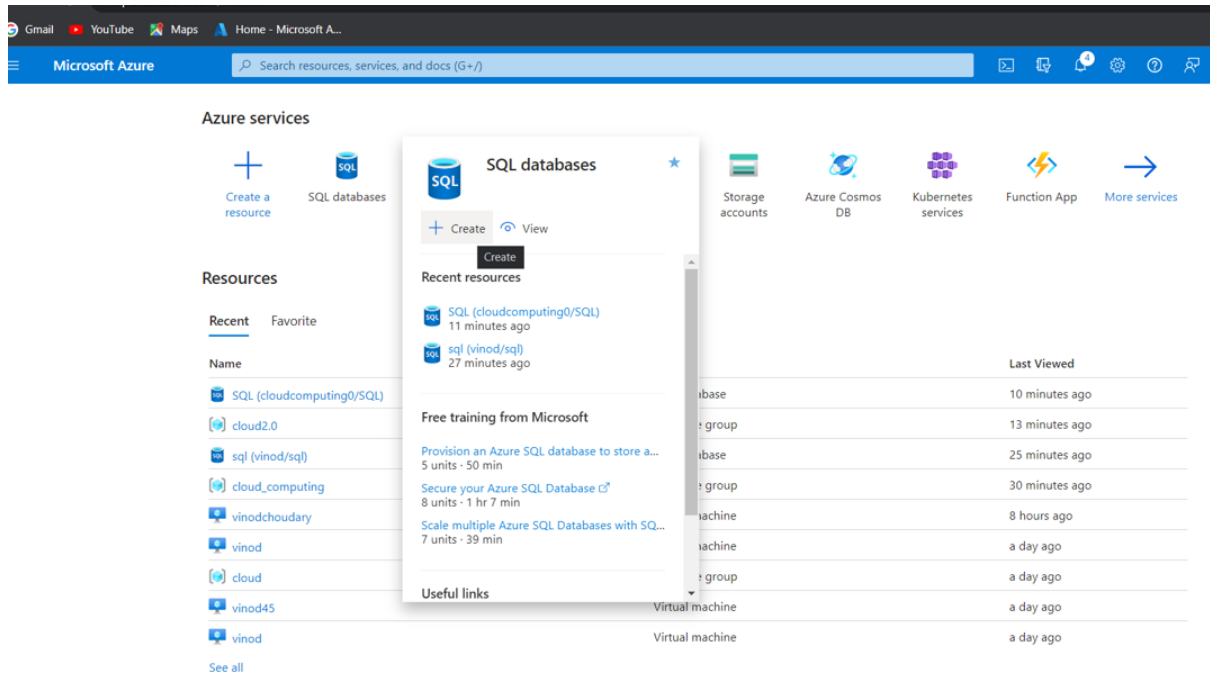 Gmail YouTube Maps Home - Microsoft A...
Microsoft Azure Search resources, services, and docs (G+/) 4
Azure services
Create a resource
SQL databases
SQL
SQL databases
SQL
Create View
Create
Recent resources
SQL (cloudcomputing0/SQL)
11 minutes ago
sql (vinod/sql)
27 minutes ago
Free training from Microsoft
Provision an Azure SQL database to store a...
5 units · 50 min
Secure your Azure SQL Database
8 units · 1 hr 7 min
Scale multiple Azure SQL Databases with SQ...
7 units · 39 min
Useful links
Storage accounts
Azure Cosmos DB
Kubernetes services
Function App
More services
Resources
Recent Favorite
Name Last Viewed
SQL (cloudcomputing0/SQL) 10 minutes ago
cloud2.0 group 13 minutes ago
sql (vinod/sql) 25 minutes ago
cloud_computing group 30 minutes ago
vinodchoudary 8 hours ago
vinod a day ago
cloud group a day ago
vinod45 Virtual machine a day ago
vinod Virtual machine a day ago
See all